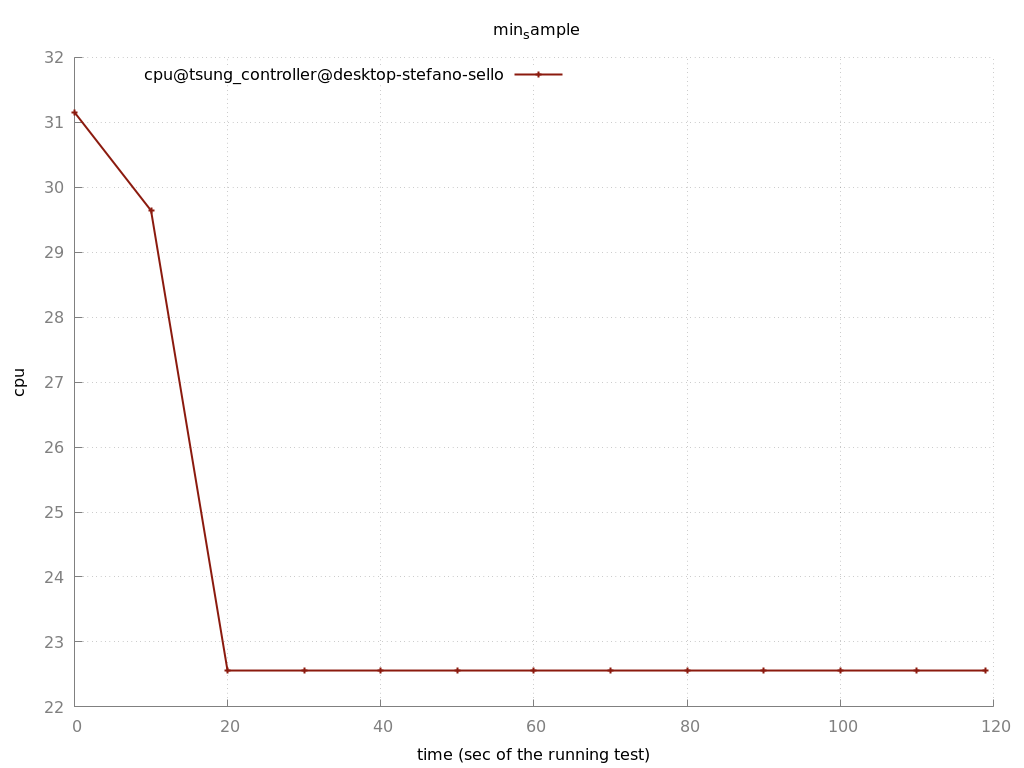 min_sample
32
cpu@tsung_controller@desktop-stefano-sello
31
30
29
28
27
cpu
26
25
24
23
22
0 20 40 60 80 100 120
time (sec of the running test)